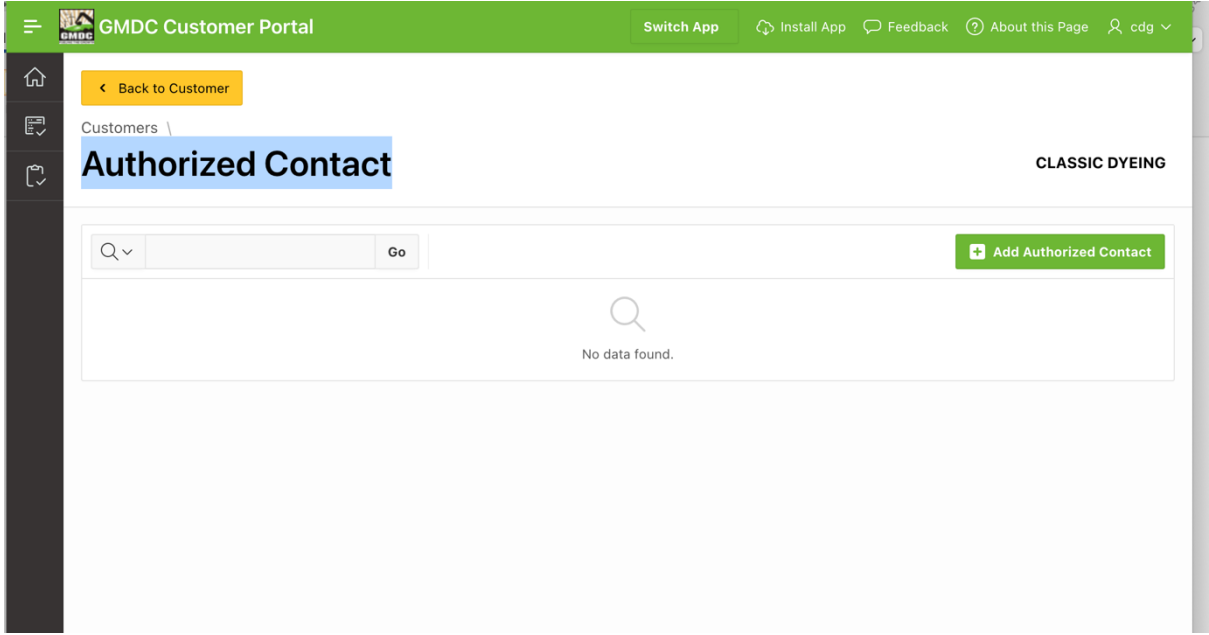 GMDC Customer Portal Switch App Install App Feedback About this Page cdg
GMDC
Back to Customer
Customers \
Authorized Contact CLASSIC DYEING
Go Add Authorized Contact
No data found.